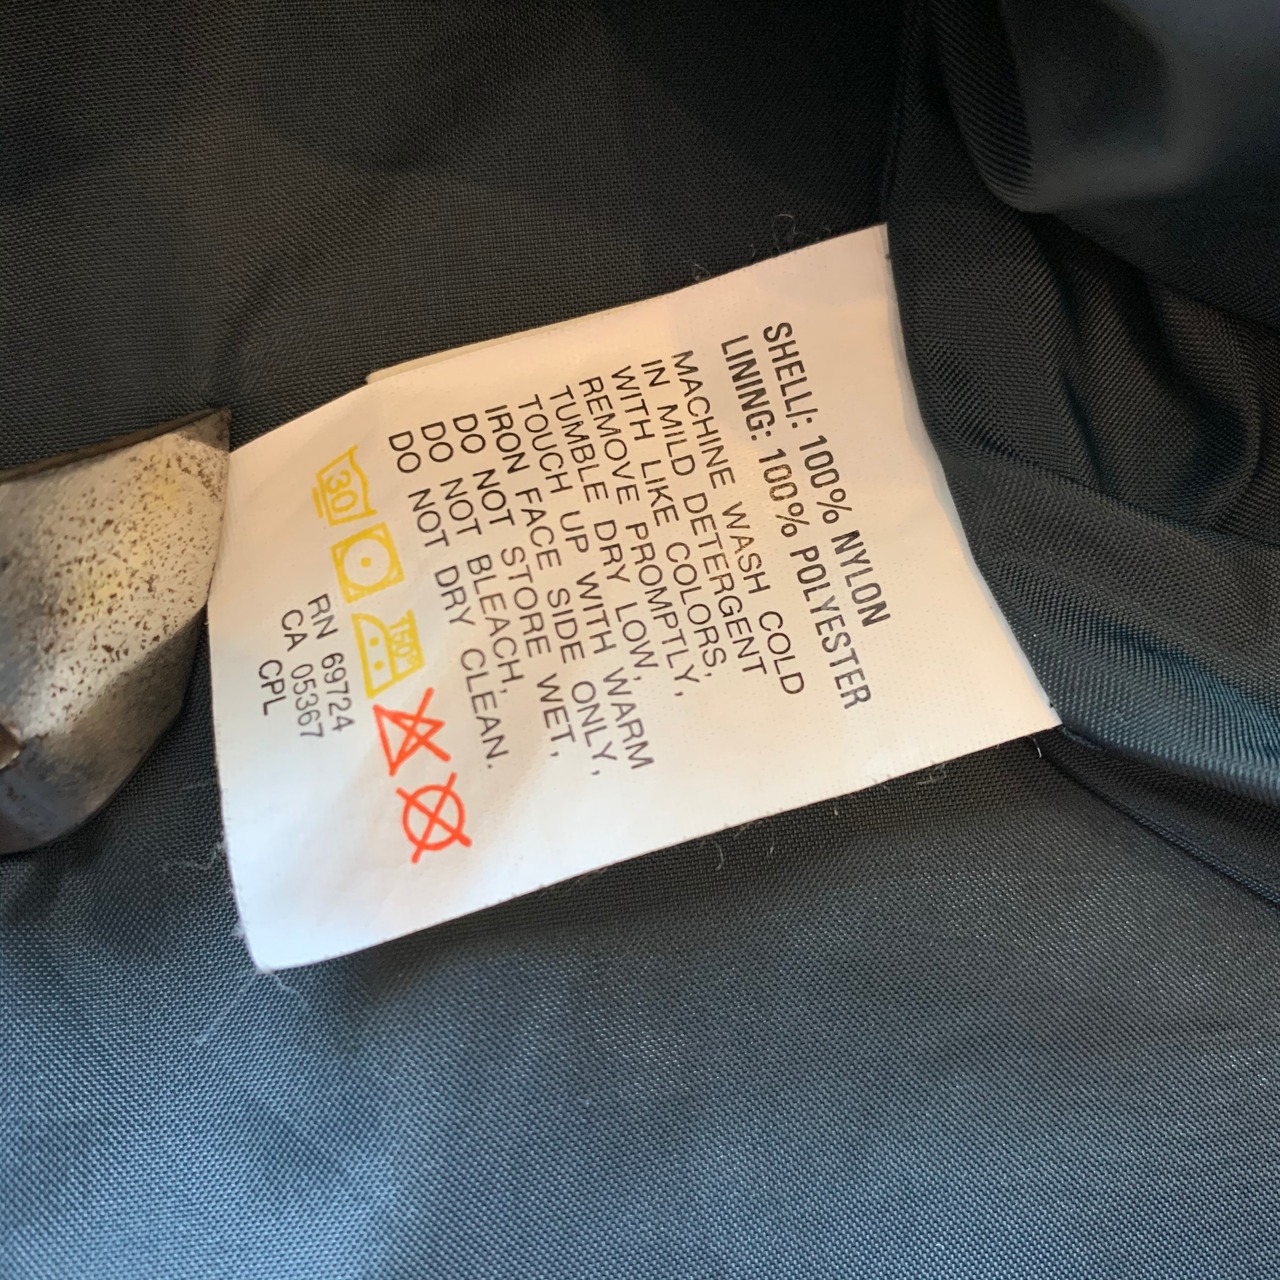 SHELL/: 100% NYLON
LINING: 100% POLYESTER
MACHINE WASH COLD
IN MILD DETERGENT
WITH LIKE COLORS,
REMOVE PROMPTLY,
TUMBLE DRY LOW,
TOUCH UP WITH WARM
IRON FACE SIDE ONLY,
DO NOT STORE WET,
DO NOT BLEACH,
DO NOT DRY CLEAN.
30
150°
RN 69724
CA 05367
CPL